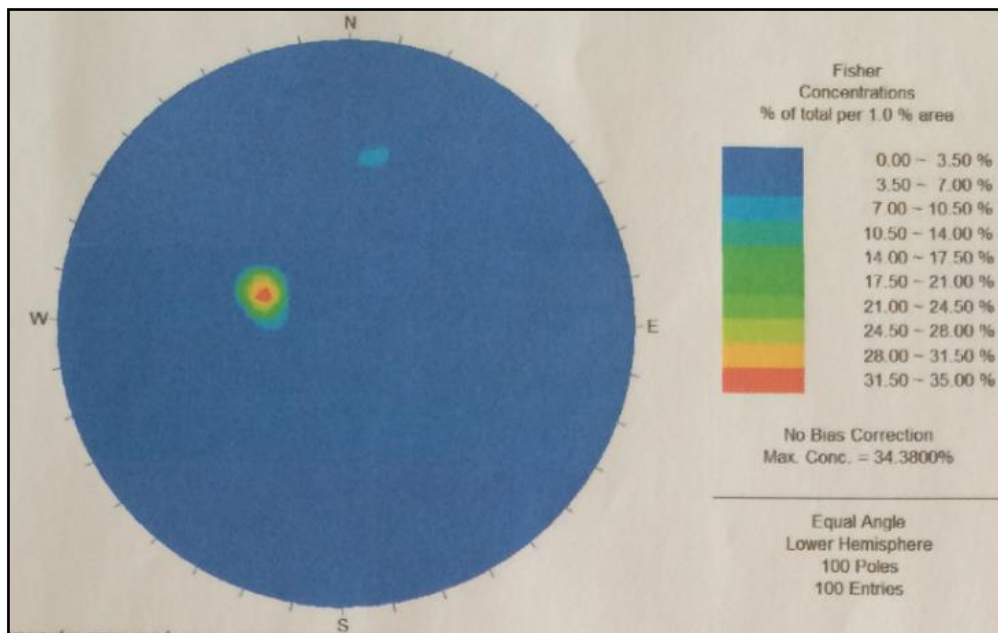 N
W
E
S
Fisher
Concentrations
% of total per 1.0 % area
0.00 ~ 3.50 %
3.50 ~ 7.00 %
7.00 ~ 10.50 %
10.50 ~ 14.00 %
14.00 ~ 17.50 %
17.50 ~ 21.00 %
21.00 ~ 24.50 %
24.50 ~ 28.00 %
28.00 ~ 31.50 %
31.50 ~ 35.00 %
No Bias Correction
Max. Conc. = 34.3800%
Equal Angle
Lower Hemisphere
100 Poles
100 Entries